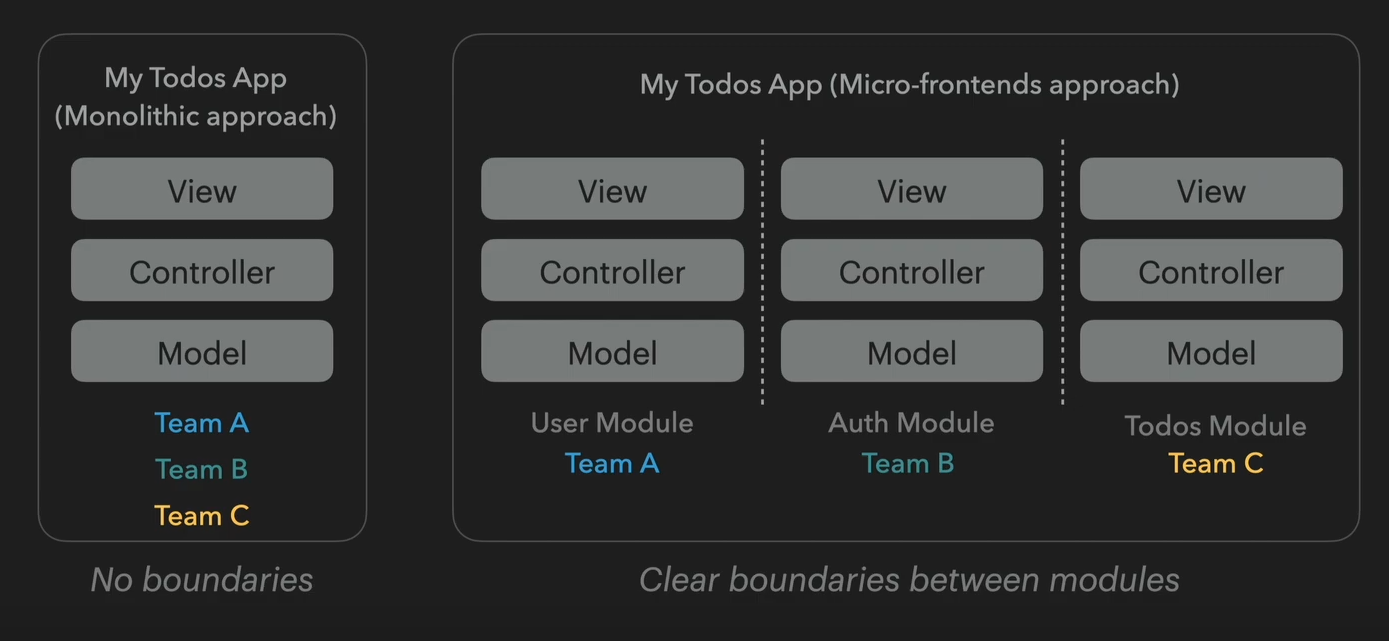 My Todos App
(Monolithic approach)
View
Controller
Model
Team A
Team B
Team C
No boundaries
My Todos App (Micro-frontends approach)
View
Controller
Model
User Module
Team A
View
Controller
Model
Auth Module
Team B
View
Controller
Model
Todos Module
Team C
Clear boundaries between modules